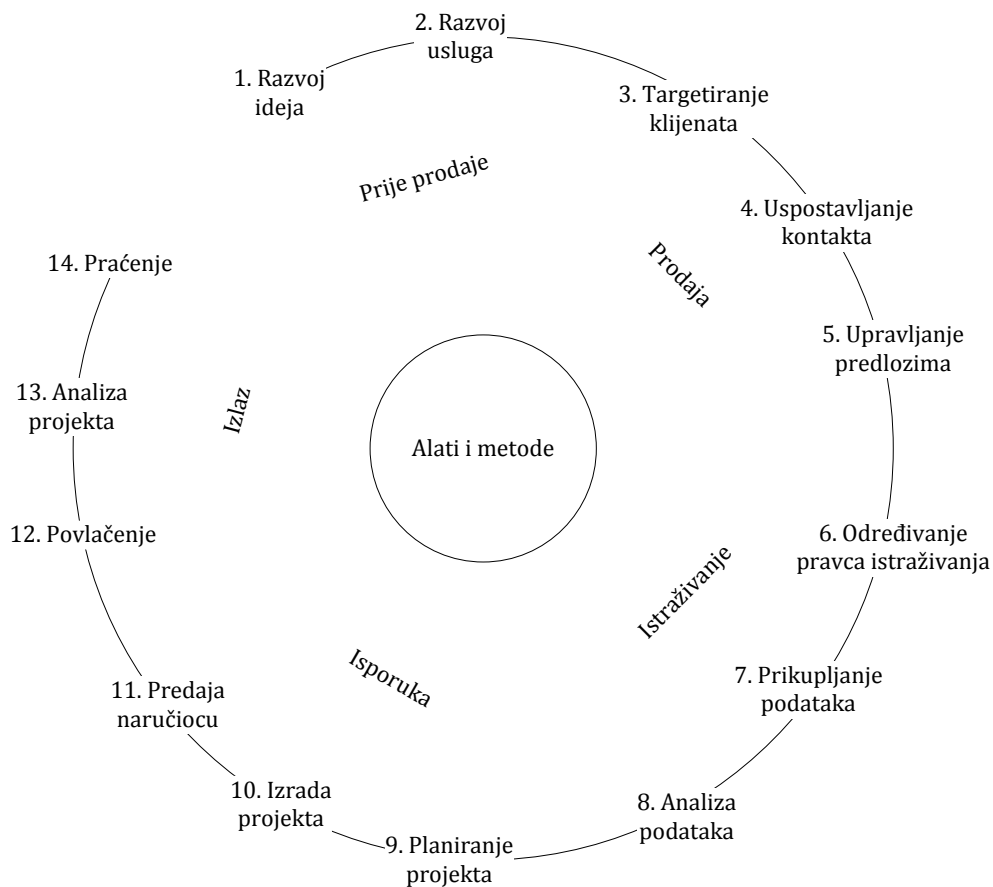 1. Razvoj
ideja
2. Razvoj
usluga
3. Targetiranje
klijenata
4. Uspostavljanje
kontakta
5. Upravljanje
predlozima
6. Određivanje
pravca istraživanja
7. Prikupljanje
podataka
8. Analiza
podataka
9. Planiranje
projekta
10. Izrada
projekta
11. Predaja
naručiocu
12. Povlačenje
13. Analiza
projekta
14. Praćenje
Prije prodaje
Prodaja
Istraživanje
Isporuka
Izlaz
Alati i metode